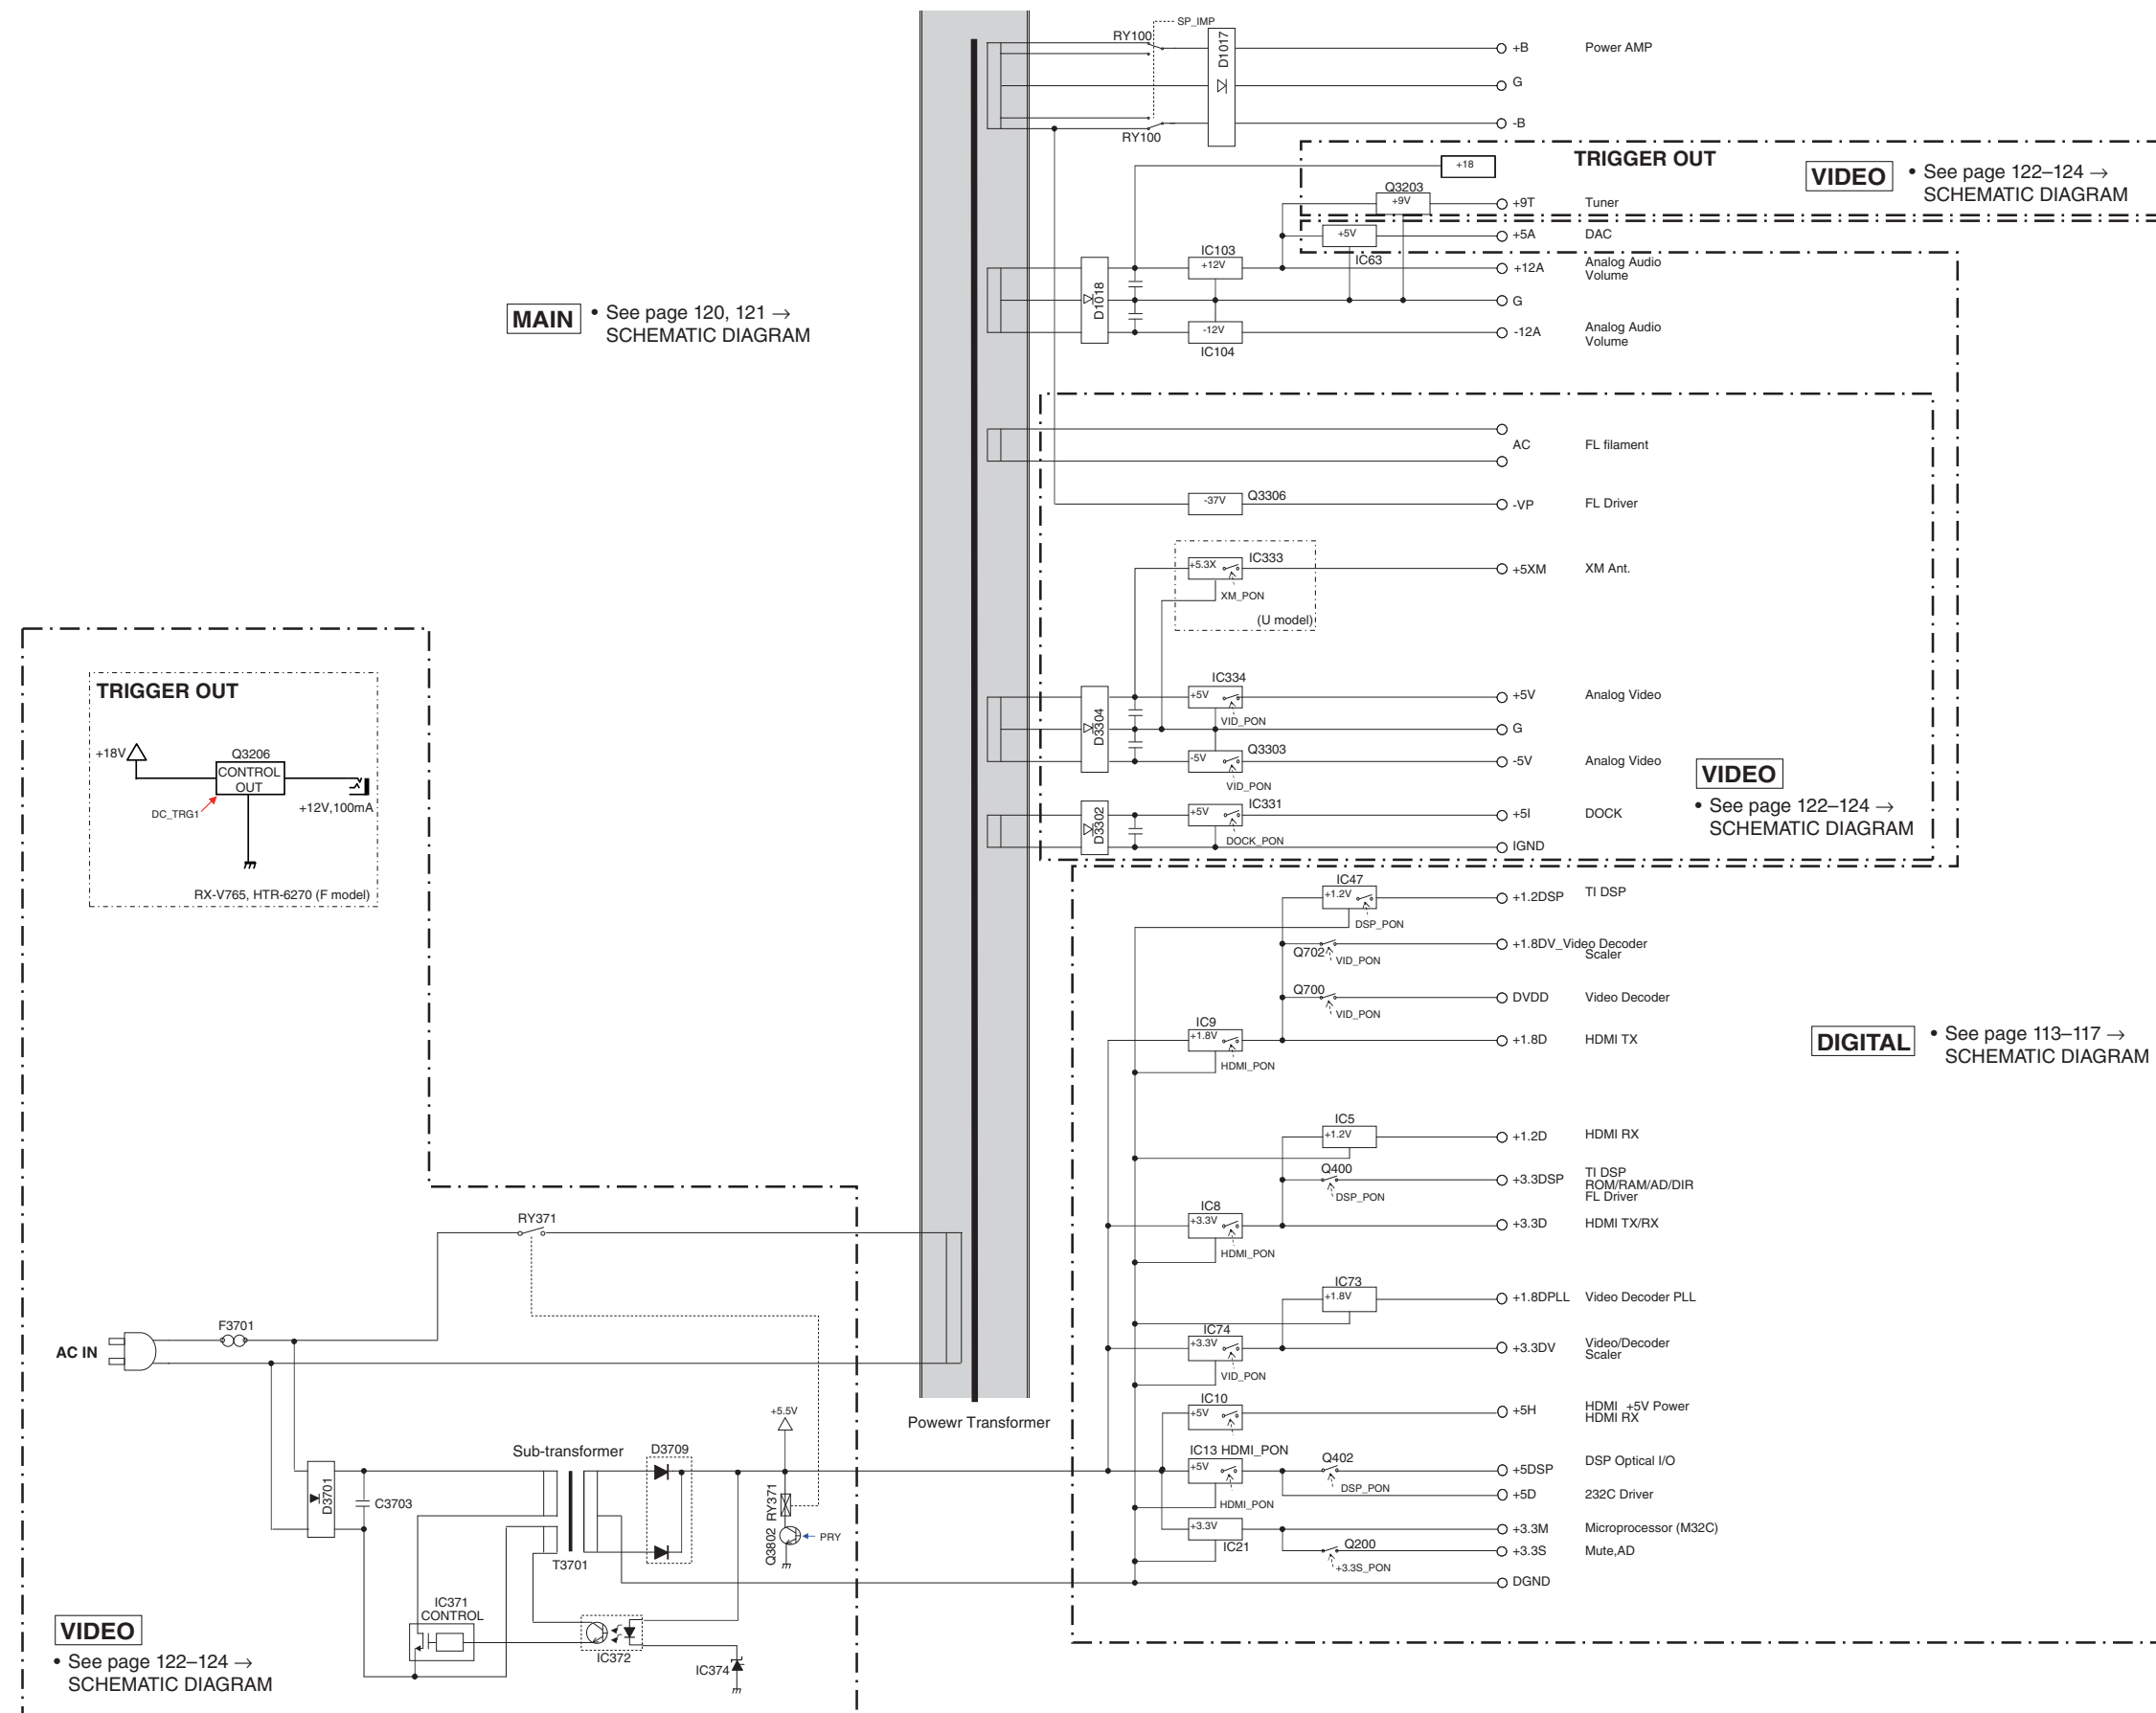 SP_IMP
RY100
D1017
+B
Power AMP
G
-B
RY100
TRIGGER OUT
+18
VIDEO
• See page 122–124 →
SCHEMATIC DIAGRAM
Q3203
+9V
+9T
Tuner
+5V
+5A
DAC
IC63
IC103
+12V
+12A
Analog Audio
Volume
D1018
G
-12V
IC104
-12A
Analog Audio
Volume
MAIN
• See page 120, 121 →
SCHEMATIC DIAGRAM
AC
FL filament
-37V
Q3306
-VP
FL Driver
+5.3X
IC333
XM_PON
(U model)
+5XM
XM Ant.
IC334
+5V
VID_PON
+5V
Analog Video
D3304
G
Q3303
-5V
VID_PON
-5V
Analog Video
VIDEO
• See page 122–124 →
SCHEMATIC DIAGRAM
D3302
+5V
IC331
DOCK_PON
+5I
DOCK
IGND
TRIGGER OUT
+18V
Q3206
CONTROL
OUT
DC_TRG1
+12V,100mA
RX-V765, HTR-6270 (F model)
IC47
+1.2V
DSP_PON
+1.2DSP
TI DSP
Q702
VID_PON
+1.8DV_Video Decoder
Scaler
Q700
VID_PON
DVDD
Video Decoder
IC9
+1.8V
HDMI_PON
+1.8D
HDMI TX
DIGITAL
• See page 113–117 →
SCHEMATIC DIAGRAM
IC5
+1.2V
+1.2D
HDMI RX
Q400
DSP_PON
+3.3DSP
TI DSP
ROM/RAM/AD/DIR
FL Driver
IC8
+3.3V
HDMI_PON
+3.3D
HDMI TX/RX
IC73
+1.8V
+1.8DPLL
Video Decoder PLL
IC74
+3.3V
VID_PON
+3.3DV
Video/Decoder
Scaler
IC10
+5V
+5H
HDMI +5V Power
HDMI RX
IC13 HDMI_PON
+5V
HDMI_PON
Q402
DSP_PON
+5DSP
DSP Optical I/O
+5D
232C Driver
+3.3V
IC21
+3.3M
Microprocessor (M32C)
Q200
+3.3S_PON
+3.3S
Mute,AD
DGND
RY371
F3701
AC IN
Powewr Transformer
+5.5V
Sub-transformer
D3709
D3701
C3703
T3701
RY371
Q3802
PRY
IC371
CONTROL
IC372
IC374
VIDEO
• See page 122–124 →
SCHEMATIC DIAGRAM